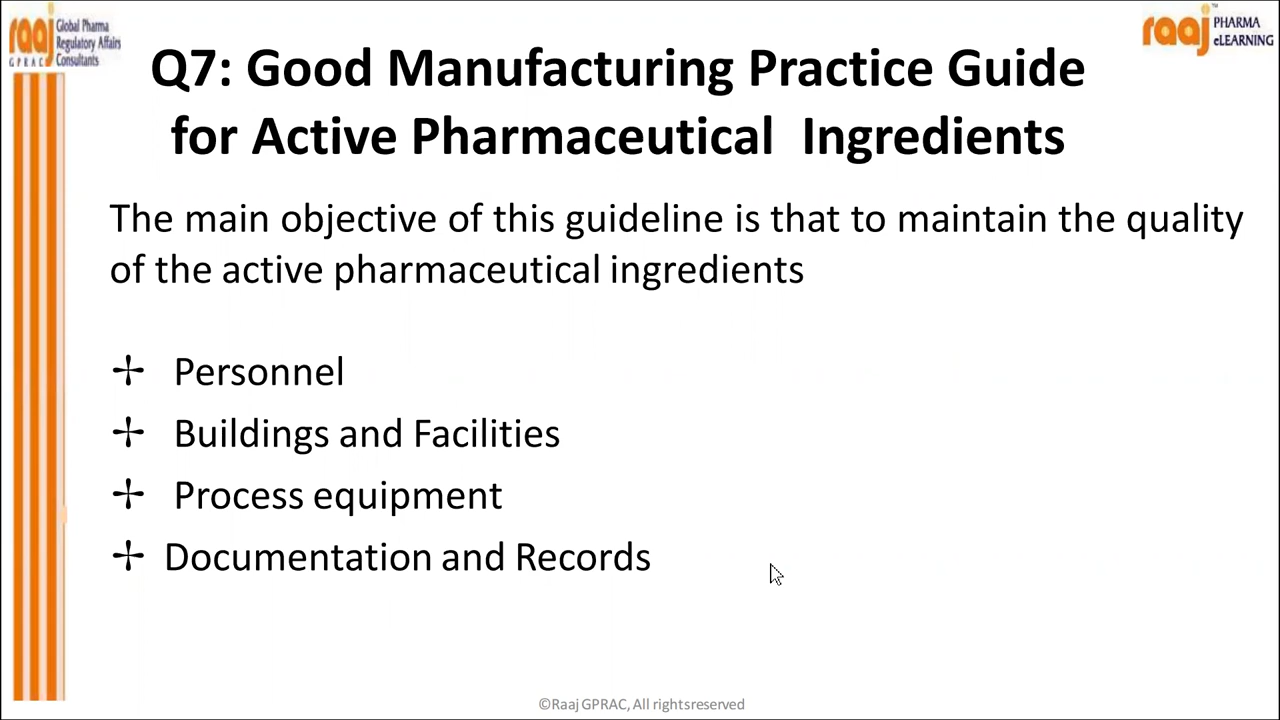 raaj Global Pharma
Regulatory Affairs
GPRAC Consultants
raaj™ PHARMA
eLEARNING
Q7: Good Manufacturing Practice Guide
for Active Pharmaceutical Ingredients
The main objective of this guideline is that to maintain the quality
of the active pharmaceutical ingredients
Personnel
Buildings and Facilities
Process equipment
Documentation and Records
©Raaj GPRAC, All rightsreserved